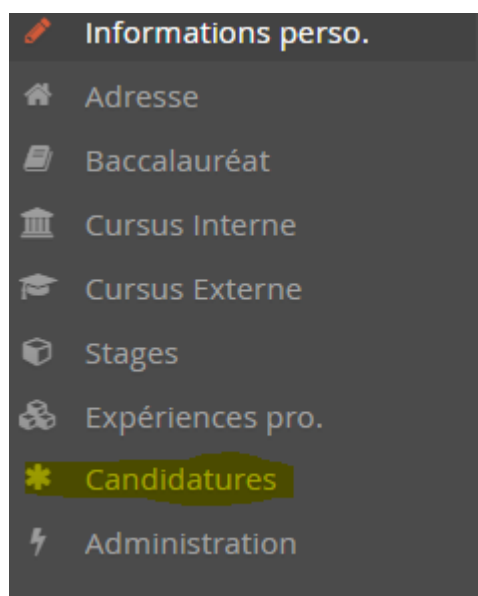 Informations perso.
Adresse
Baccalauréat
Cursus Interne
Cursus Externe
Stages
Expériences pro.
Candidatures
Administration